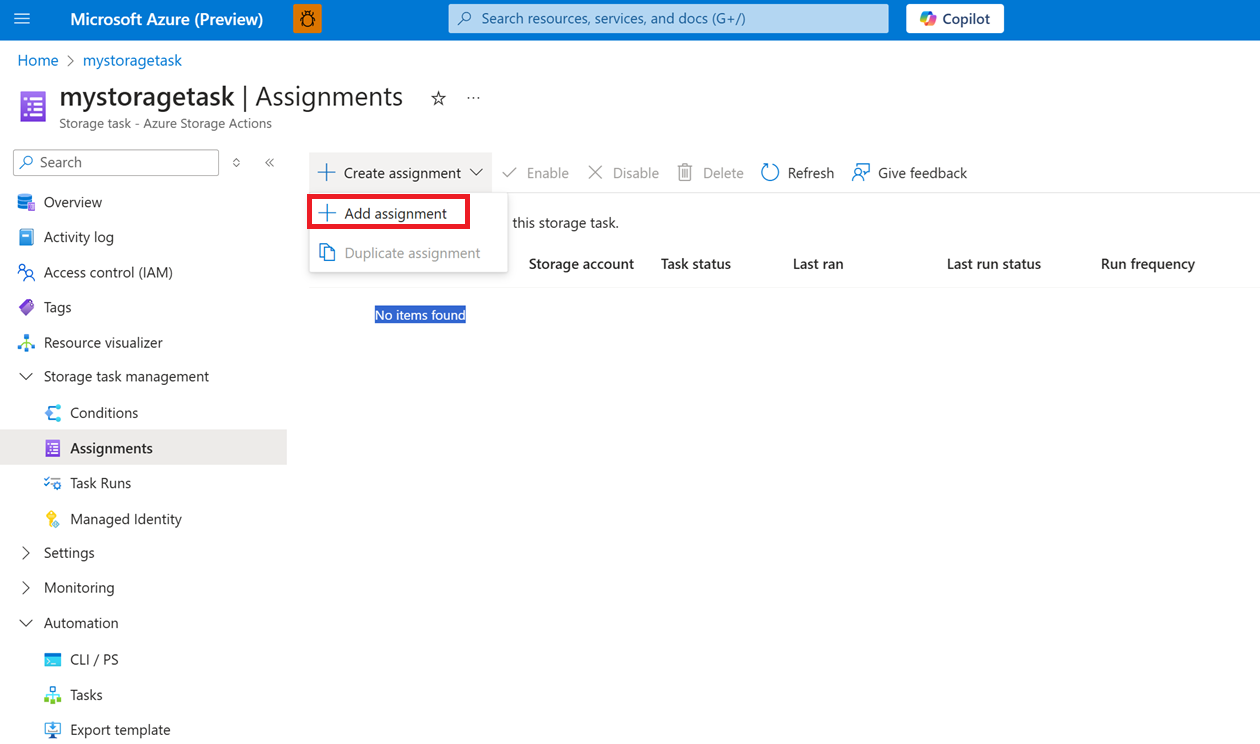 Microsoft Azure (Preview)
Search resources, services, and docs (G+/)
Copilot
Home > mystoragetask
mystoragetask | Assignments
Storage task - Azure Storage Actions
Search
Overview
Activity log
Access control (IAM)
Tags
Resource visualizer
Storage task management
Conditions
Assignments
Task Runs
Managed Identity
Settings
Monitoring
Automation
CLI / PS
Tasks
Export template
Create assignment
Enable
Disable
Delete
Refresh
Give feedback
Add assignment
Duplicate assignment
this storage task.
Storage account Task status Last ran Last run status Run frequency
No items found